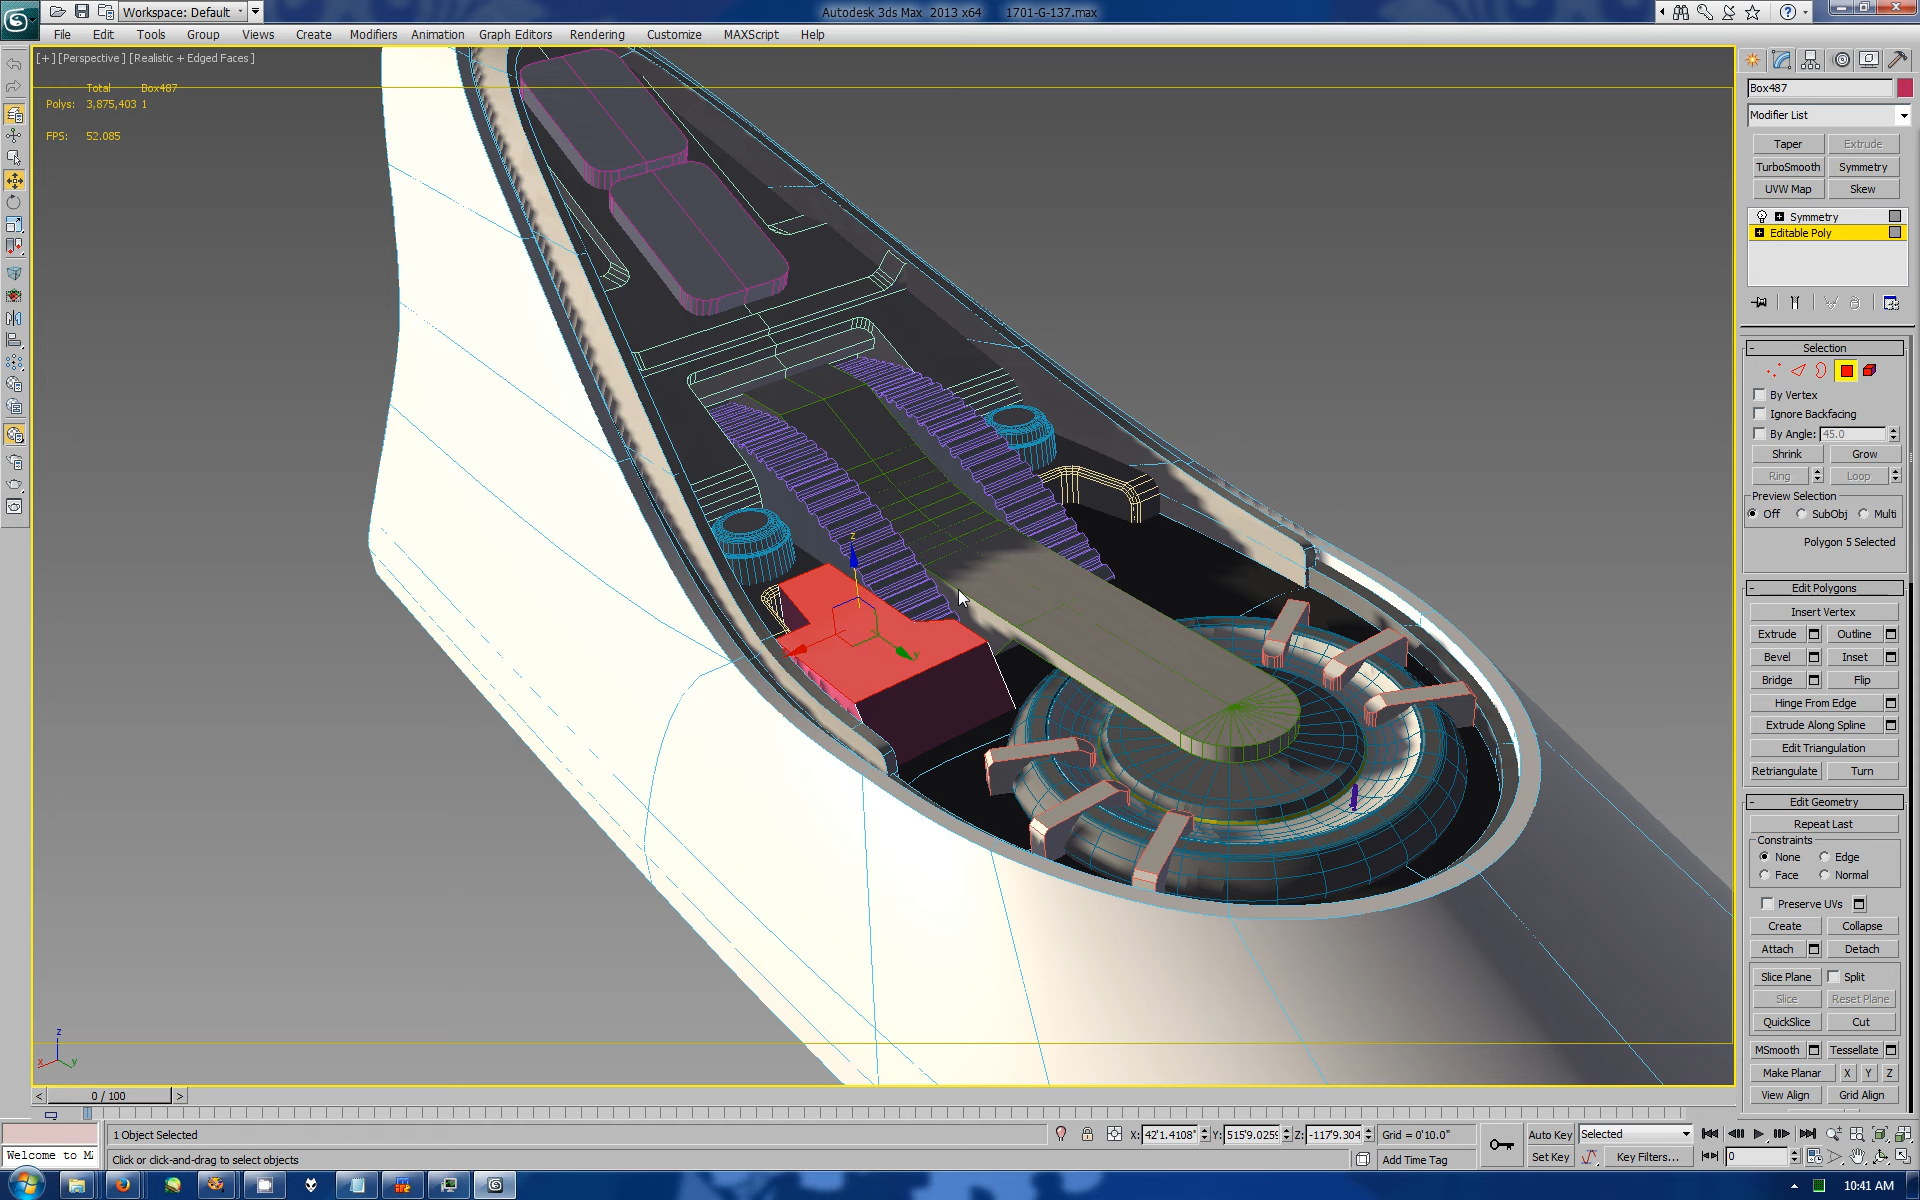 Workspace: Default
Autodesk 3ds Max 2013 x64 1701-G-137.max
File Edit Tools Group Views Create Modifiers Animation Graph Editors Rendering Customize MAXScript Help
[+] [Perspective] [Realistic + Edged Faces]
Total Box487
Polys: 3,875,403 1
FPS: 52.085
z
y
z
x
y
Box487
Modifier List
Taper Extrude
TurboSmooth Symmetry
UVW Map Skew
Symmetry
Editable Poly
Selection
By Vertex
Ignore Backfacing
By Angle: 45.0
Shrink Grow
Ring Loop
Preview Selection
Off SubObj Multi
Polygon 5 Selected
Edit Polygons
Insert Vertex
Extrude Outline
Bevel Inset
Bridge Flip
Hinge From Edge
Extrude Along Spline
Edit Triangulation
Retriangulate Turn
Edit Geometry
Repeat Last
Constraints
None Edge
Face Normal
Preserve UVs
Create Collapse
Attach Detach
Slice Plane Split
Slice Reset Plane
QuickSlice Cut
MSmooth Tessellate
Make Planar X Y Z
View Align Grid Align
< 0 / 100 >
1 Object Selected X: 42'1.4108" Y: 515'9.0259 Z: -117'9.304 Grid = 0'10.0" Auto Key Selected
Welcome to M Click or click-and-drag to select objects Add Time Tag Set Key Key Filters... 0
10:41 AM